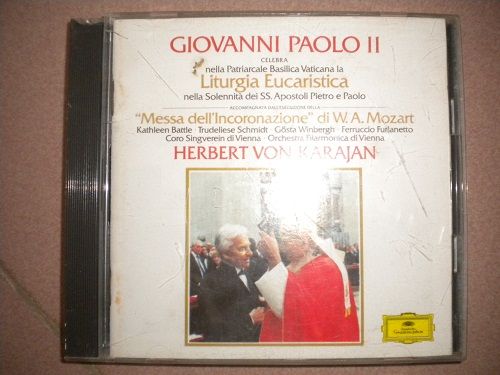 GIOVANNI PAOLO II
CELEBRA
nella Patriarcale Basilica Vaticana la
Liturgia Eucaristica
nella Solennità dei SS. Apostoli Pietro e Paolo
ACCOMPAGNATA DALL'ESECUZIONE DELLA
"Messa dell'Incoronazione" di W. A. Mozart
Kathleen Battle · Trudeliese Schmidt · Gösta Winbergh · Ferruccio Furlanetto
Coro Singverein di Vienna · Orchestra Filarmonica di Vienna
HERBERT VON KARAJAN
Deutsche
Grammophon